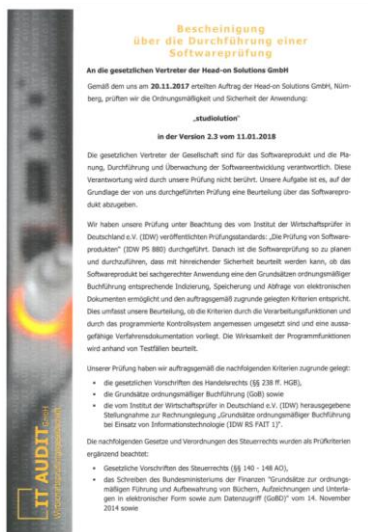 Bescheinigung
über die Durchführung einer
Softwareprüfung
An die gesetzlichen Vertreter der Head-on Solutions GmbH
Gemäß dem uns am 20.11.2017 erteilten Auftrag der Head-on Solutions GmbH, Nürn-
berg, prüften wir die Ordnungsmäßigkeit und Sicherheit der Anwendung:
„studiolution"
in der Version 2.3 vom 11.01.2018
Die gesetzlichen Vertreter der Gesellschaft sind für das Softwareprodukt und die Pla-
nung, Durchführung und Überwachung der Softwareentwicklung verantwortlich. Diese
Verantwortung wird durch unsere Prüfung nicht berührt. Unsere Aufgabe ist es, auf der
Grundlage der von uns durchgeführten Prüfung eine Beurteilung über das Softwarepro-
dukt abzugeben.
Wir haben unsere Prüfung unter Beachtung des vom Institut der Wirtschaftsprüfer in
Deutschland e.V. (IDW) veröffentlichten Prüfungsstandards: „Die Prüfung von Software-
produkten" (IDW PS 880) durchgeführt. Danach ist die Softwareprüfung so zu planen
und durchzuführen, dass mit hinreichender Sicherheit beurteilt werden kann, ob das
Softwareprodukt bei sachgerechter Anwendung eine den Grundsätzen ordnungsmäßiger
Buchführung entsprechende Indizierung, Speicherung und Abfrage von elektronischen
Dokumenten ermöglicht und den auftragsgemäß zugrunde gelegten Kriterien entspricht.
Dies umfasst unsere Beurteilung, ob die Kriterien durch die Verarbeitungsfunktionen und
durch das programmierte Kontrollsystem angemessen umgesetzt sind und eine aussa-
gefähige Verfahrensdokumentation vorliegt. Die Wirksamkeit der Programmfunktionen
wird anhand von Testfällen beurteilt.
Unserer Prüfung haben wir auftragsgemäß die nachfolgenden Kriterien zugrunde gelegt:
• die gesetzlichen Vorschriften des Handelsrechts (§§ 238 ff. HGB),
• die Grundsätze ordnungsmäßiger Buchführung (GoB) sowie
• die vom Institut der Wirtschaftsprüfer in Deutschland e.V. (IDW) herausgegebene
Stellungnahme zur Rechnungslegung „Grundsätze ordnungsmäßiger Buchführung
bei Einsatz von Informationstechnologie (IDW RS FAIT 1)".
Die nachfolgenden Gesetze und Verordnungen des Steuerrechts wurden als Prüfkriterien
ergänzend beachtet:
• Gesetzliche Vorschriften des Steuerrechts (§§ 140 - 148 AO),
• das Schreiben des Bundesministeriums der Finanzen "Grundsätze zur ordnungs-
mäßigen Führung und Aufbewahrung von Büchern, Aufzeichnungen und Unterla-
gen in elektronischer Form sowie zum Datenzugriff (GoBD)" vom 14. November
2014 sowie
IT AUDIT GmbH
Wirtschaftsprüfungsgesellschaft